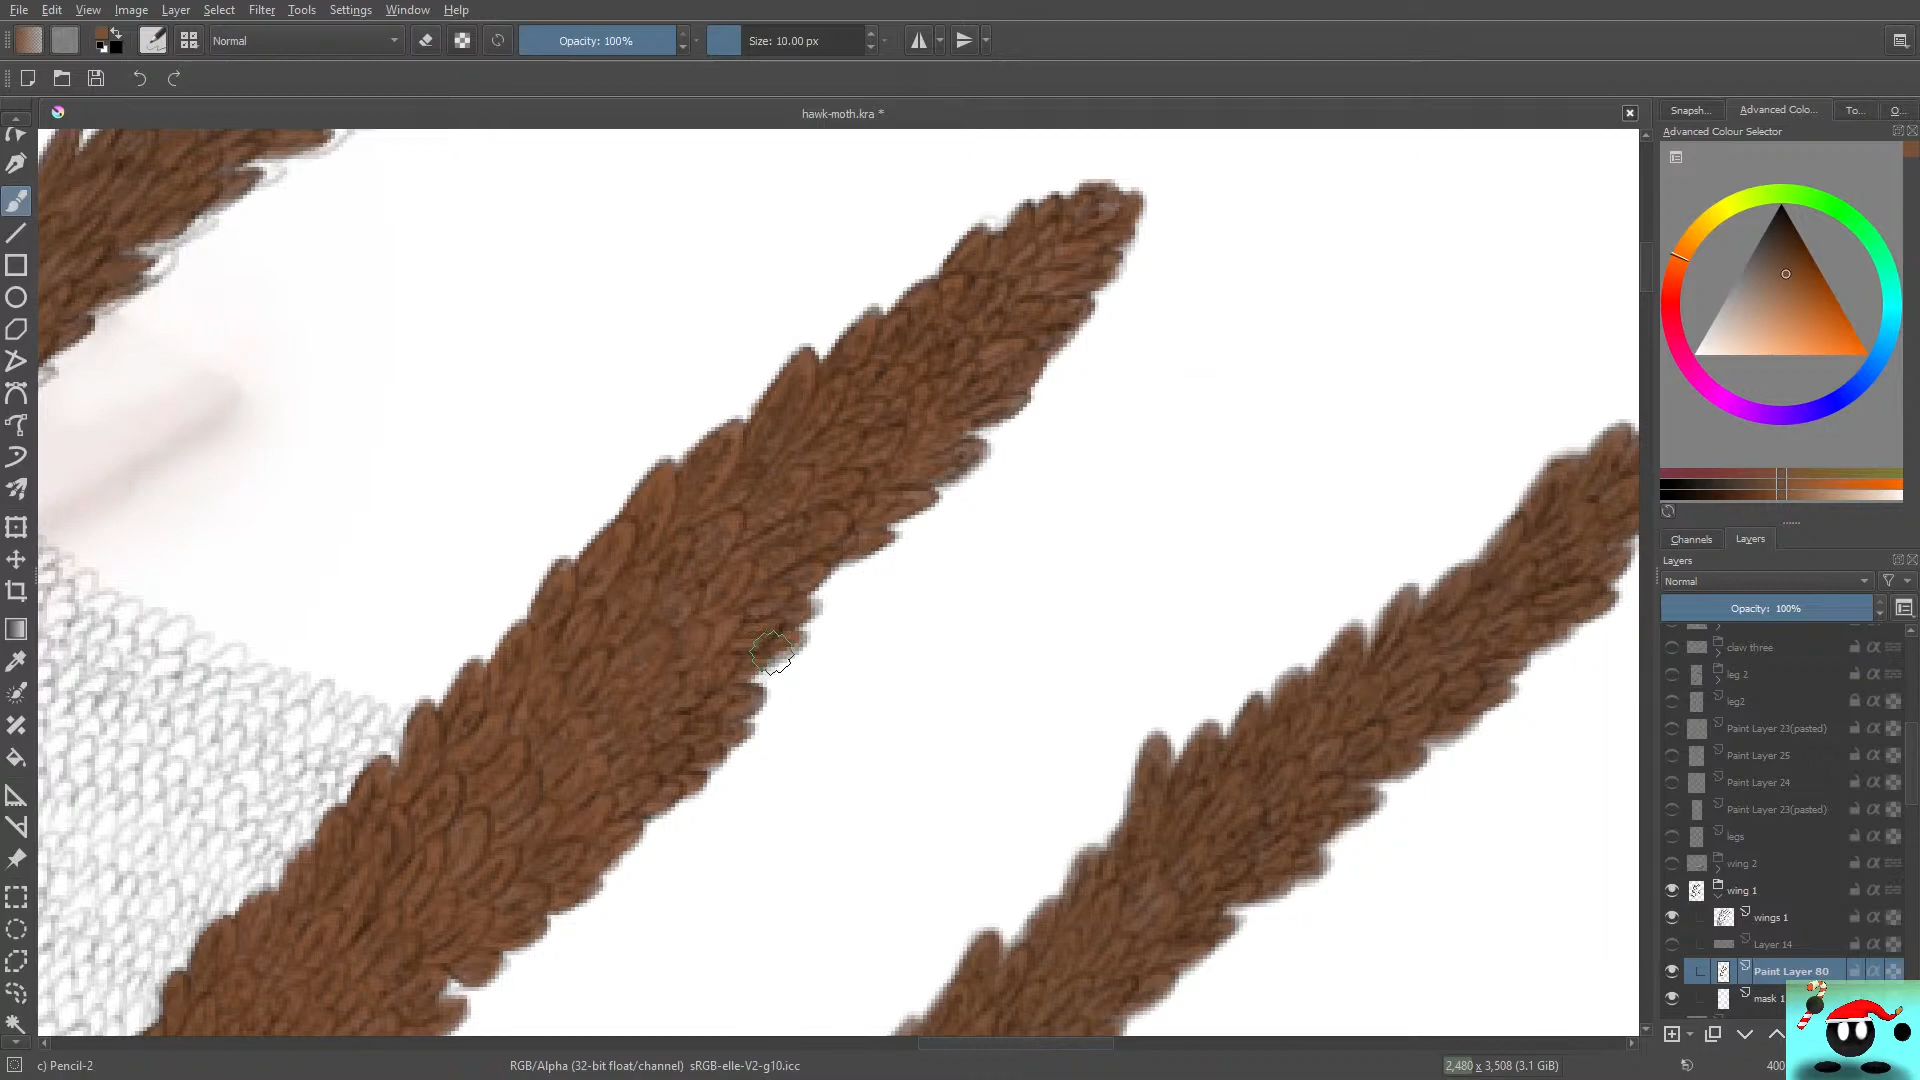 File Edit View Image Layer Select Filter Tools Settings Window Help
Normal
Opacity: 100%
Size: 10.00 px
hawk-moth.kra *
Snapsh...
Advanced Colo...
To...
O...
Advanced Colour Selector
Channels
Layers
Layers
Normal
Opacity: 100%
claw three
leg 2
leg2
Paint Layer 23(pasted)
Paint Layer 25
Paint Layer 24
Paint Layer 23(pasted)
legs
wing 2
wing 1
wings 1
Layer 14
Paint Layer 80
mask 1
c) Pencil-2
RGB/Alpha (32-bit float/channel) sRGB-elle-V2-g10.icc
2,480 x 3,508 (3.1 GiB)
400